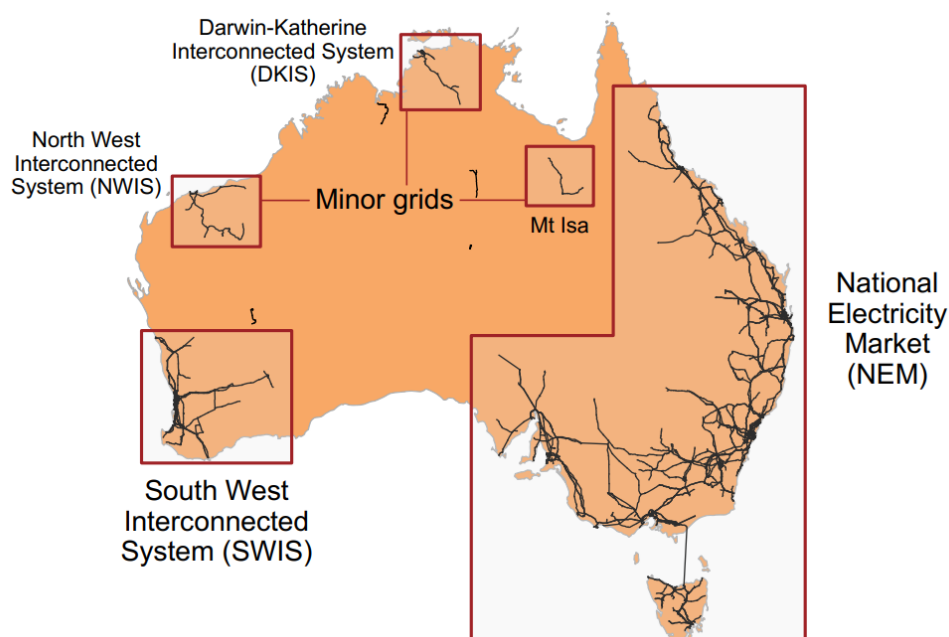 Darwin-Katherine
Interconnected System
(DKIS)
North West
Interconnected
System (NWIS)
Minor grids
Mt Isa
National
Electricity
Market
(NEM)
South West
Interconnected
System (SWIS)